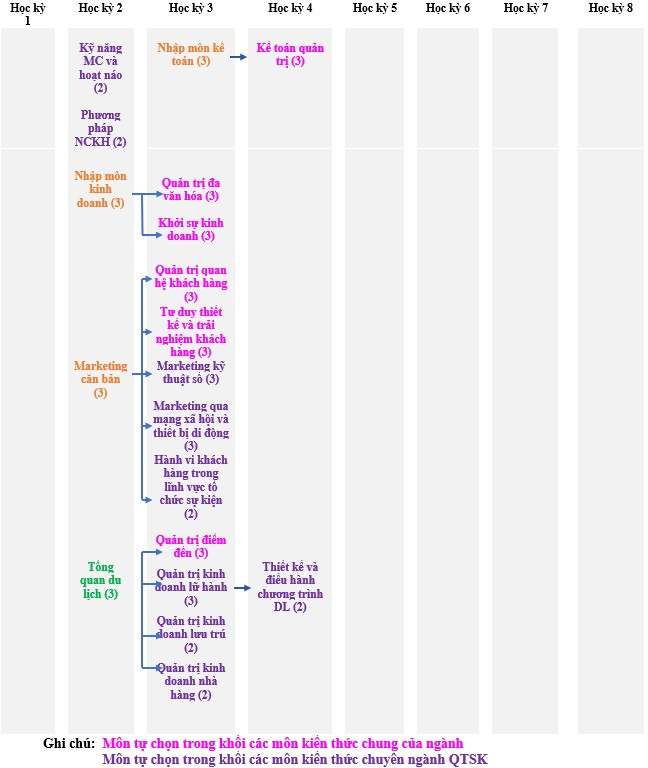 Học kỳ 1
Học kỳ 2
Học kỳ 3
Học kỳ 4
Học kỳ 5
Học kỳ 6
Học kỳ 7
Học kỳ 8
Kỹ năng
MC và
hoạt náo
(2)
Nhập môn kế
toán (3)
Kế toán quản
trị (3)
Phương
pháp
NCKH (2)
Nhập môn
kinh
doanh (3)
Quản trị đa
văn hóa (3)
Khởi sự kinh
doanh (3)
Marketing
căn bản
(3)
Quản trị quan
hệ khách hàng
(3)
Tư duy thiết
kế và trải
nghiệm khách
hàng (3)
Marketing kỹ
thuật số (3)
Marketing qua
mạng xã hội và
thiết bị di động
(3)
Hành vi khách
hàng trong
lĩnh vực tổ
chức sự kiện
(2)
Tổng
quan du
lịch (3)
Quản trị điểm
đến (3)
Quản trị kinh
doanh lữ hành
(3)
Thiết kế và
điều hành
chương trình
DL (2)
Quản trị kinh
doanh lưu trú
(2)
Quản trị kinh
doanh nhà
hàng (2)
Ghi chú: Môn tự chọn trong khối các môn kiến thức chung của ngành
Môn tự chọn trong khối các môn kiến thức chuyên ngành QTSK